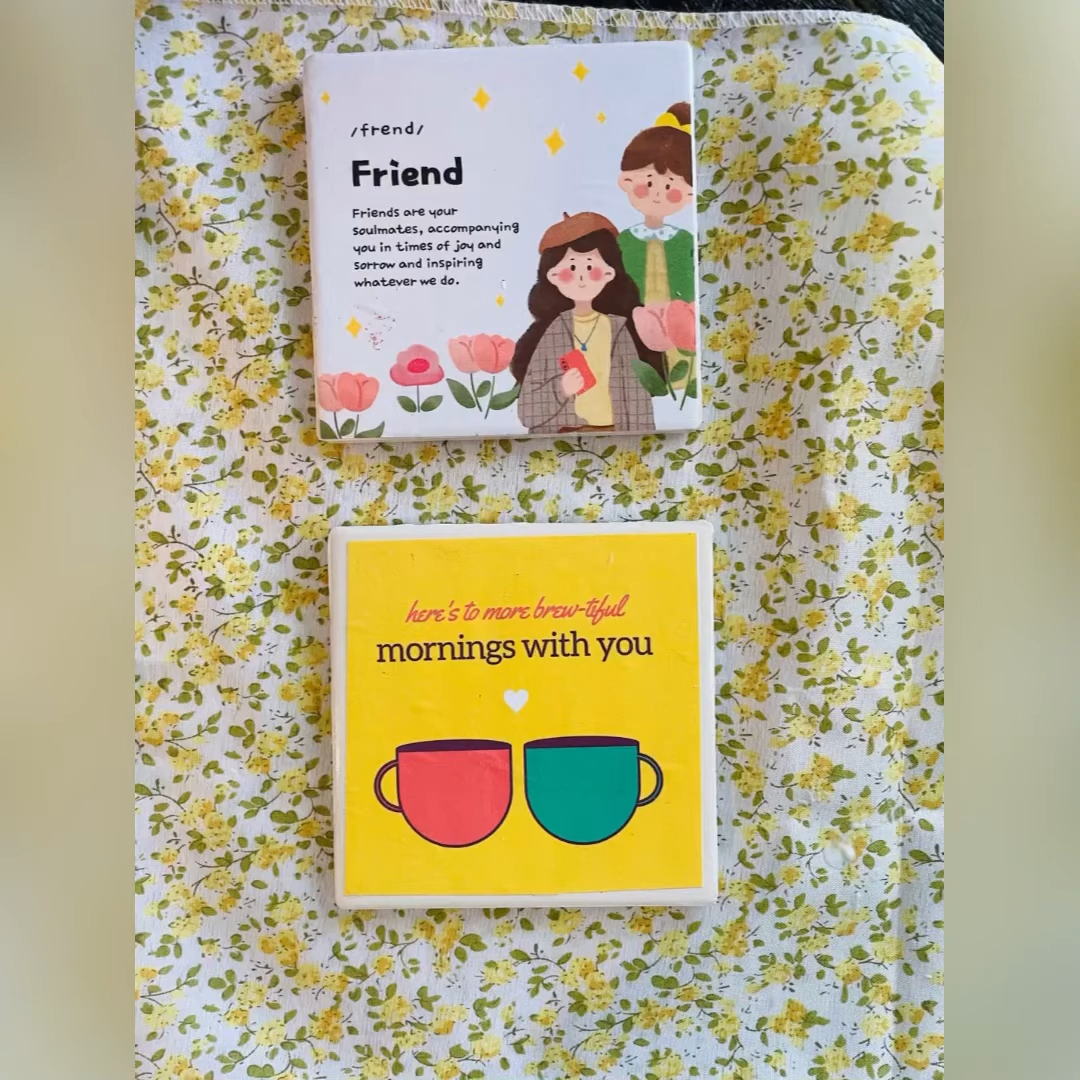 /frend/
Friend
Friends are your
soulmates, accompanying
you in times of joy and
sorrow and inspiring
whatever we do.
here's to more brew-tiful
mornings with you